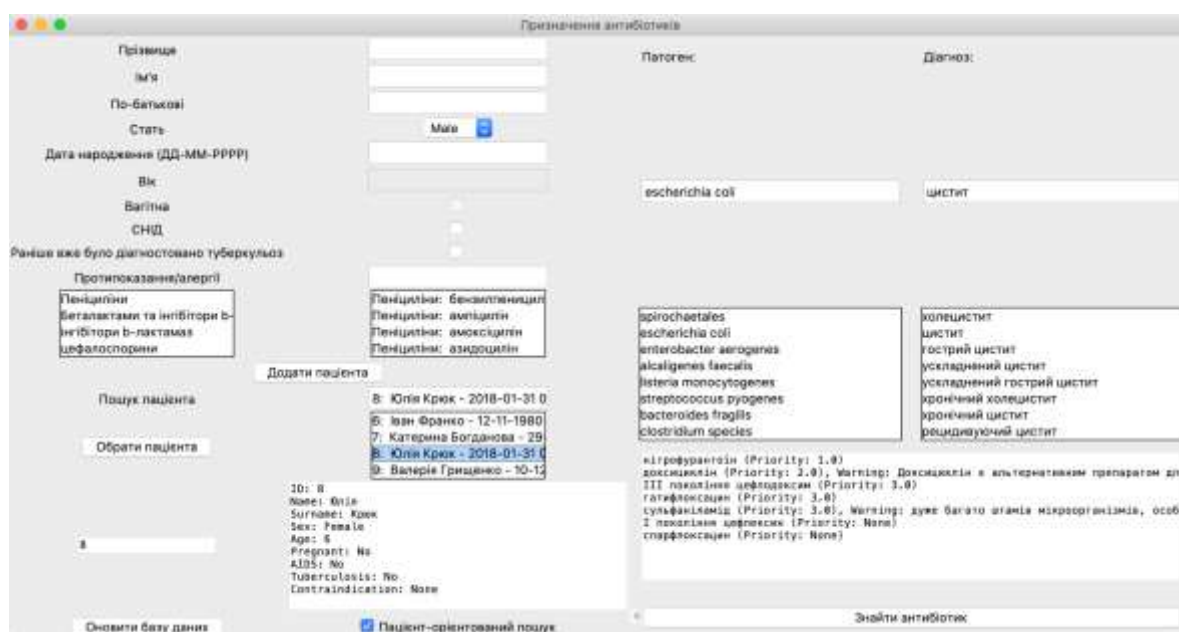 Призначення антибіотиків
Прізвище
Ім'я
По-батькові
Стать
Male
Дата народження (ДД-ММ-РРРР)
Вік
Вагітна
СНІД
Раніше вже було діагностовано туберкульоз
Протипоказання/алергії
Пеніциліни
Беталактами та інгібітори b-
інгібітори b-лактамаз
цефалоспорини
Пеніциліни: бензилпеницил
Пеніциліни: ампіцилін
Пеніциліни: амоксіцилін
Пеніциліни: азидоцилін
Додати пацієнта
Пошук пацієнта
8: Юлія Крюк - 2018-01-31 0
Обрати пацієнта
6: Іван Франко - 12-11-1980
7: Катерина Богданова - 29
8: Юлія Крюк - 2018-01-31 0
9: Валерія Грищенко - 10-12
8
ID: 8
Name: Юлія
Surname: Крюк
Sex: Female
Age: 6
Pregnant: No
AIDS: No
Tuberculosis: No
Contraindication: None
Оновити базу даних
Пацієнт-орієнтований пошук
Патоген:
Діагноз:
escherichia coli
цистит
spirochaetales
escherichia coli
enterobacter aerogenes
alcaligenes faecalis
listeria monocytogenes
streptococcus pyogenes
bacteroides fragilis
clostridium species
холецистит
цистит
гострий цистит
ускладнений цистит
ускладнений гострий цистит
хронічний холецистит
хронічний цистит
рецидивуючий цистит
нітрофурантоїн (Priority: 1.0)
доксициклін (Priority: 2.0), Warning: Доксициклін є альтернативним препаратом дл
III покоління цефподоксим (Priority: 3.0)
гатифлоксацин (Priority: 3.0)
сульфаніламід (Priority: 3.0), Warning: дуже багато штамів мікроорганізмів, особ
I покоління цефлексин (Priority: None)
спарфлоксацин (Priority: None)
Знайти антибіотик